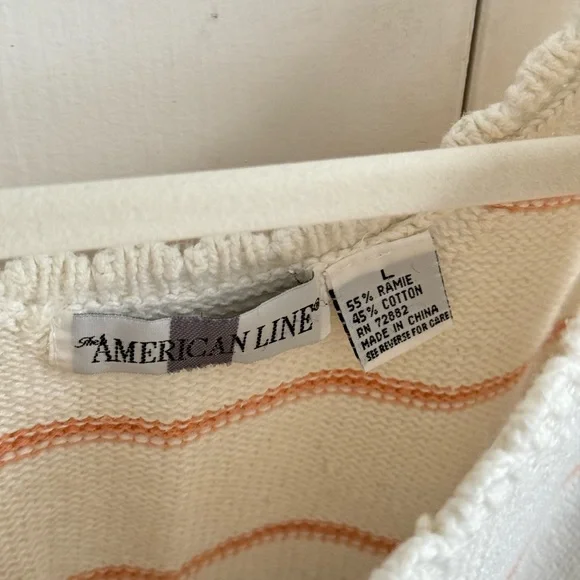 The AMERICAN LINE®
L
55% RAMIE
45% COTTON
RN 72882
MADE IN CHINA
SEE REVERSE FOR CARE